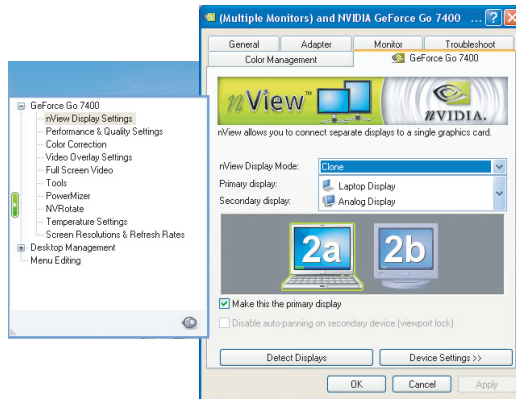 (Multiple Monitors) and NVIDIA GeForce Go 7400 ...
General Adapter Monitor Troubleshoot
Color Management GeForce Go 7400
nView™ NVIDIA.
nView allows you to connect separate displays to a single graphics card.
nView Display Mode: Clone
Primary display: Laptop Display
Secondary display: Analog Display
2a 2b
Make this the primary display
Disable auto-panning on secondary device (viewport lock)
Detect Displays Device Settings >>
OK Cancel Apply
GeForce Go 7400
nView Display Settings
Performance & Quality Settings
Color Correction
Video Overlay Settings
Full Screen Video
Tools
PowerMizer
NVRotate
Temperature Settings
Screen Resolutions & Refresh Rates
Desktop Management
Menu Editing